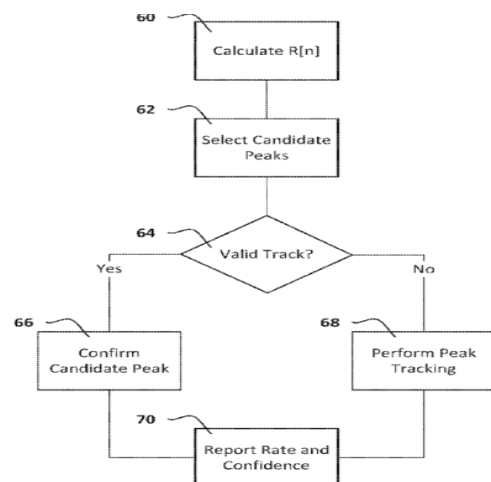 60
Calculate R[n]
62
Select Candidate
Peaks
64
Valid Track?
Yes
No
66
Confirm
Candidate Peak
68
Perform Peak
Tracking
70
Report Rate and
Confidence